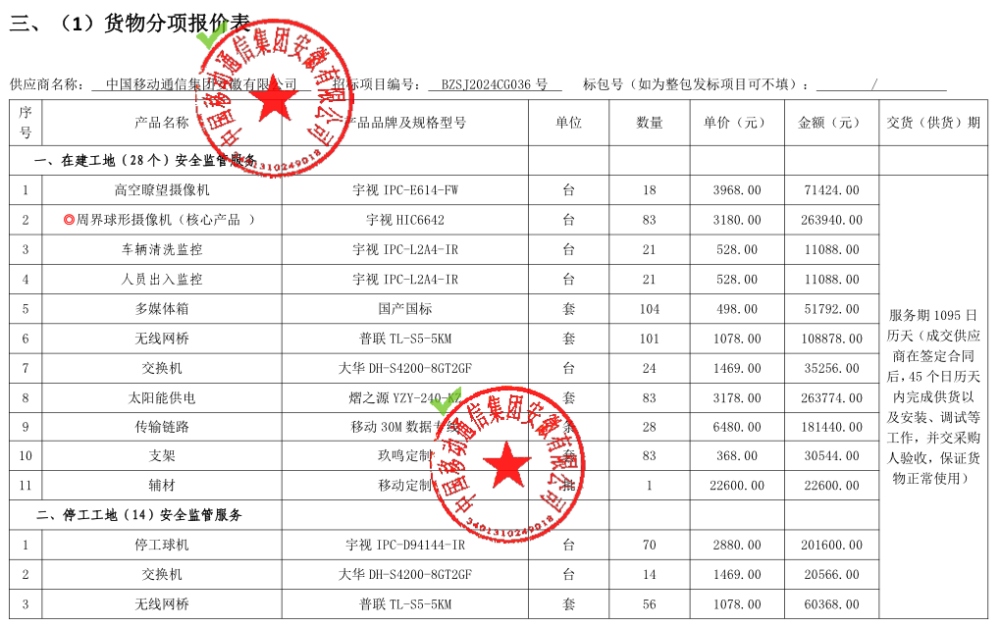 三、（1）货物分项报价表
供应商名称： 中国移动通信集团安徽有限公司 招标项目编号： BZSJ2024CG036 号 标包号（如为整包发标项目可不填）： /
序号 产品名称 产品品牌及规格型号 单位 数量 单价（元） 金额（元） 交货（供货）期
一、在建工地（28个）安全监管服务
1 高空瞭望摄像机 宇视 IPC-E614-FW 台 18 3968.00 71424.00
2 ◎周界球形摄像机（核心产品 ） 宇视 HIC6642 台 83 3180.00 263940.00
3 车辆清洗监控 宇视 IPC-L2A4-IR 台 21 528.00 11088.00
4 人员出入监控 宇视 IPC-L2A4-IR 台 21 528.00 11088.00
5 多媒体箱 国产国标 套 104 498.00 51792.00
6 无线网桥 普联 TL-S5-5KM 套 101 1078.00 108878.00
7 交换机 大华 DH-S4200-8GT2GF 台 24 1469.00 35256.00
8 太阳能供电 熠之源 YZY-240-KZ 套 83 3178.00 263774.00
9 传输链路 移动 30M 数据专线 条 28 6480.00 181440.00
10 支架 玖鸣定制 套 83 368.00 30544.00
11 辅材 移动定制 批 1 22600.00 22600.00
二、停工工地（14）安全监管服务
1 停工球机 宇视 IPC-D94144-IR 台 70 2880.00 201600.00
2 交换机 大华 DH-S4200-8GT2GF 台 14 1469.00 20566.00
3 无线网桥 普联 TL-S5-5KM 套 56 1078.00 60368.00
服务期 1095 日
历天（成交供应
商在签定合同
后，45 个日历天
内完成供货以
及安装、调试等
工作，并交采购
人验收，保证货
物正常使用）
中国移动通信集团安徽有限公司
3401310249018
中国移动通信集团安徽有限公司
3401310249018